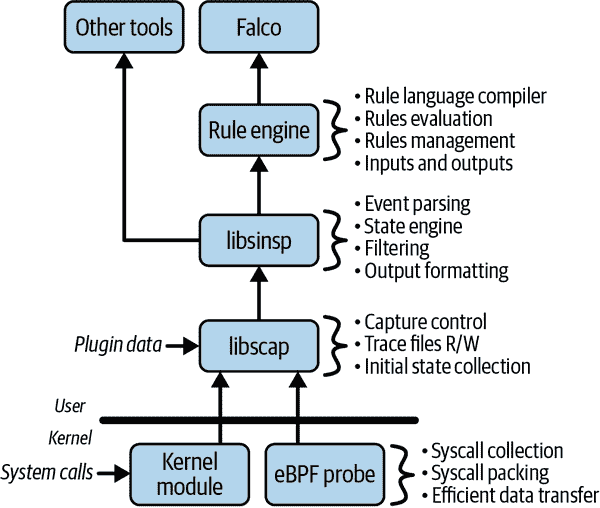 Other tools
Falco
Rule engine
• Rule language compiler
• Rules evaluation
• Rules management
• Inputs and outputs
libsinsp
• Event parsing
• State engine
• Filtering
• Output formatting
Plugin data
libscap
• Capture control
• Trace files R/W
• Initial state collection
User
Kernel
System calls
Kernel
module
eBPF probe
• Syscall collection
• Syscall packing
• Efficient data transfer